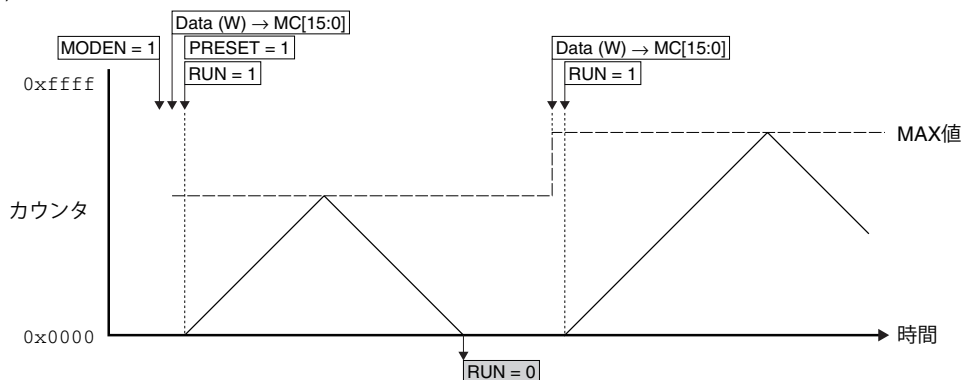 Data (W) → MC[15:0]
MODEN = 1
PRESET = 1
RUN = 1
Data (W) → MC[15:0]
RUN = 1
0xffff
MAX値
カウンタ
0x0000
時間
RUN = 0